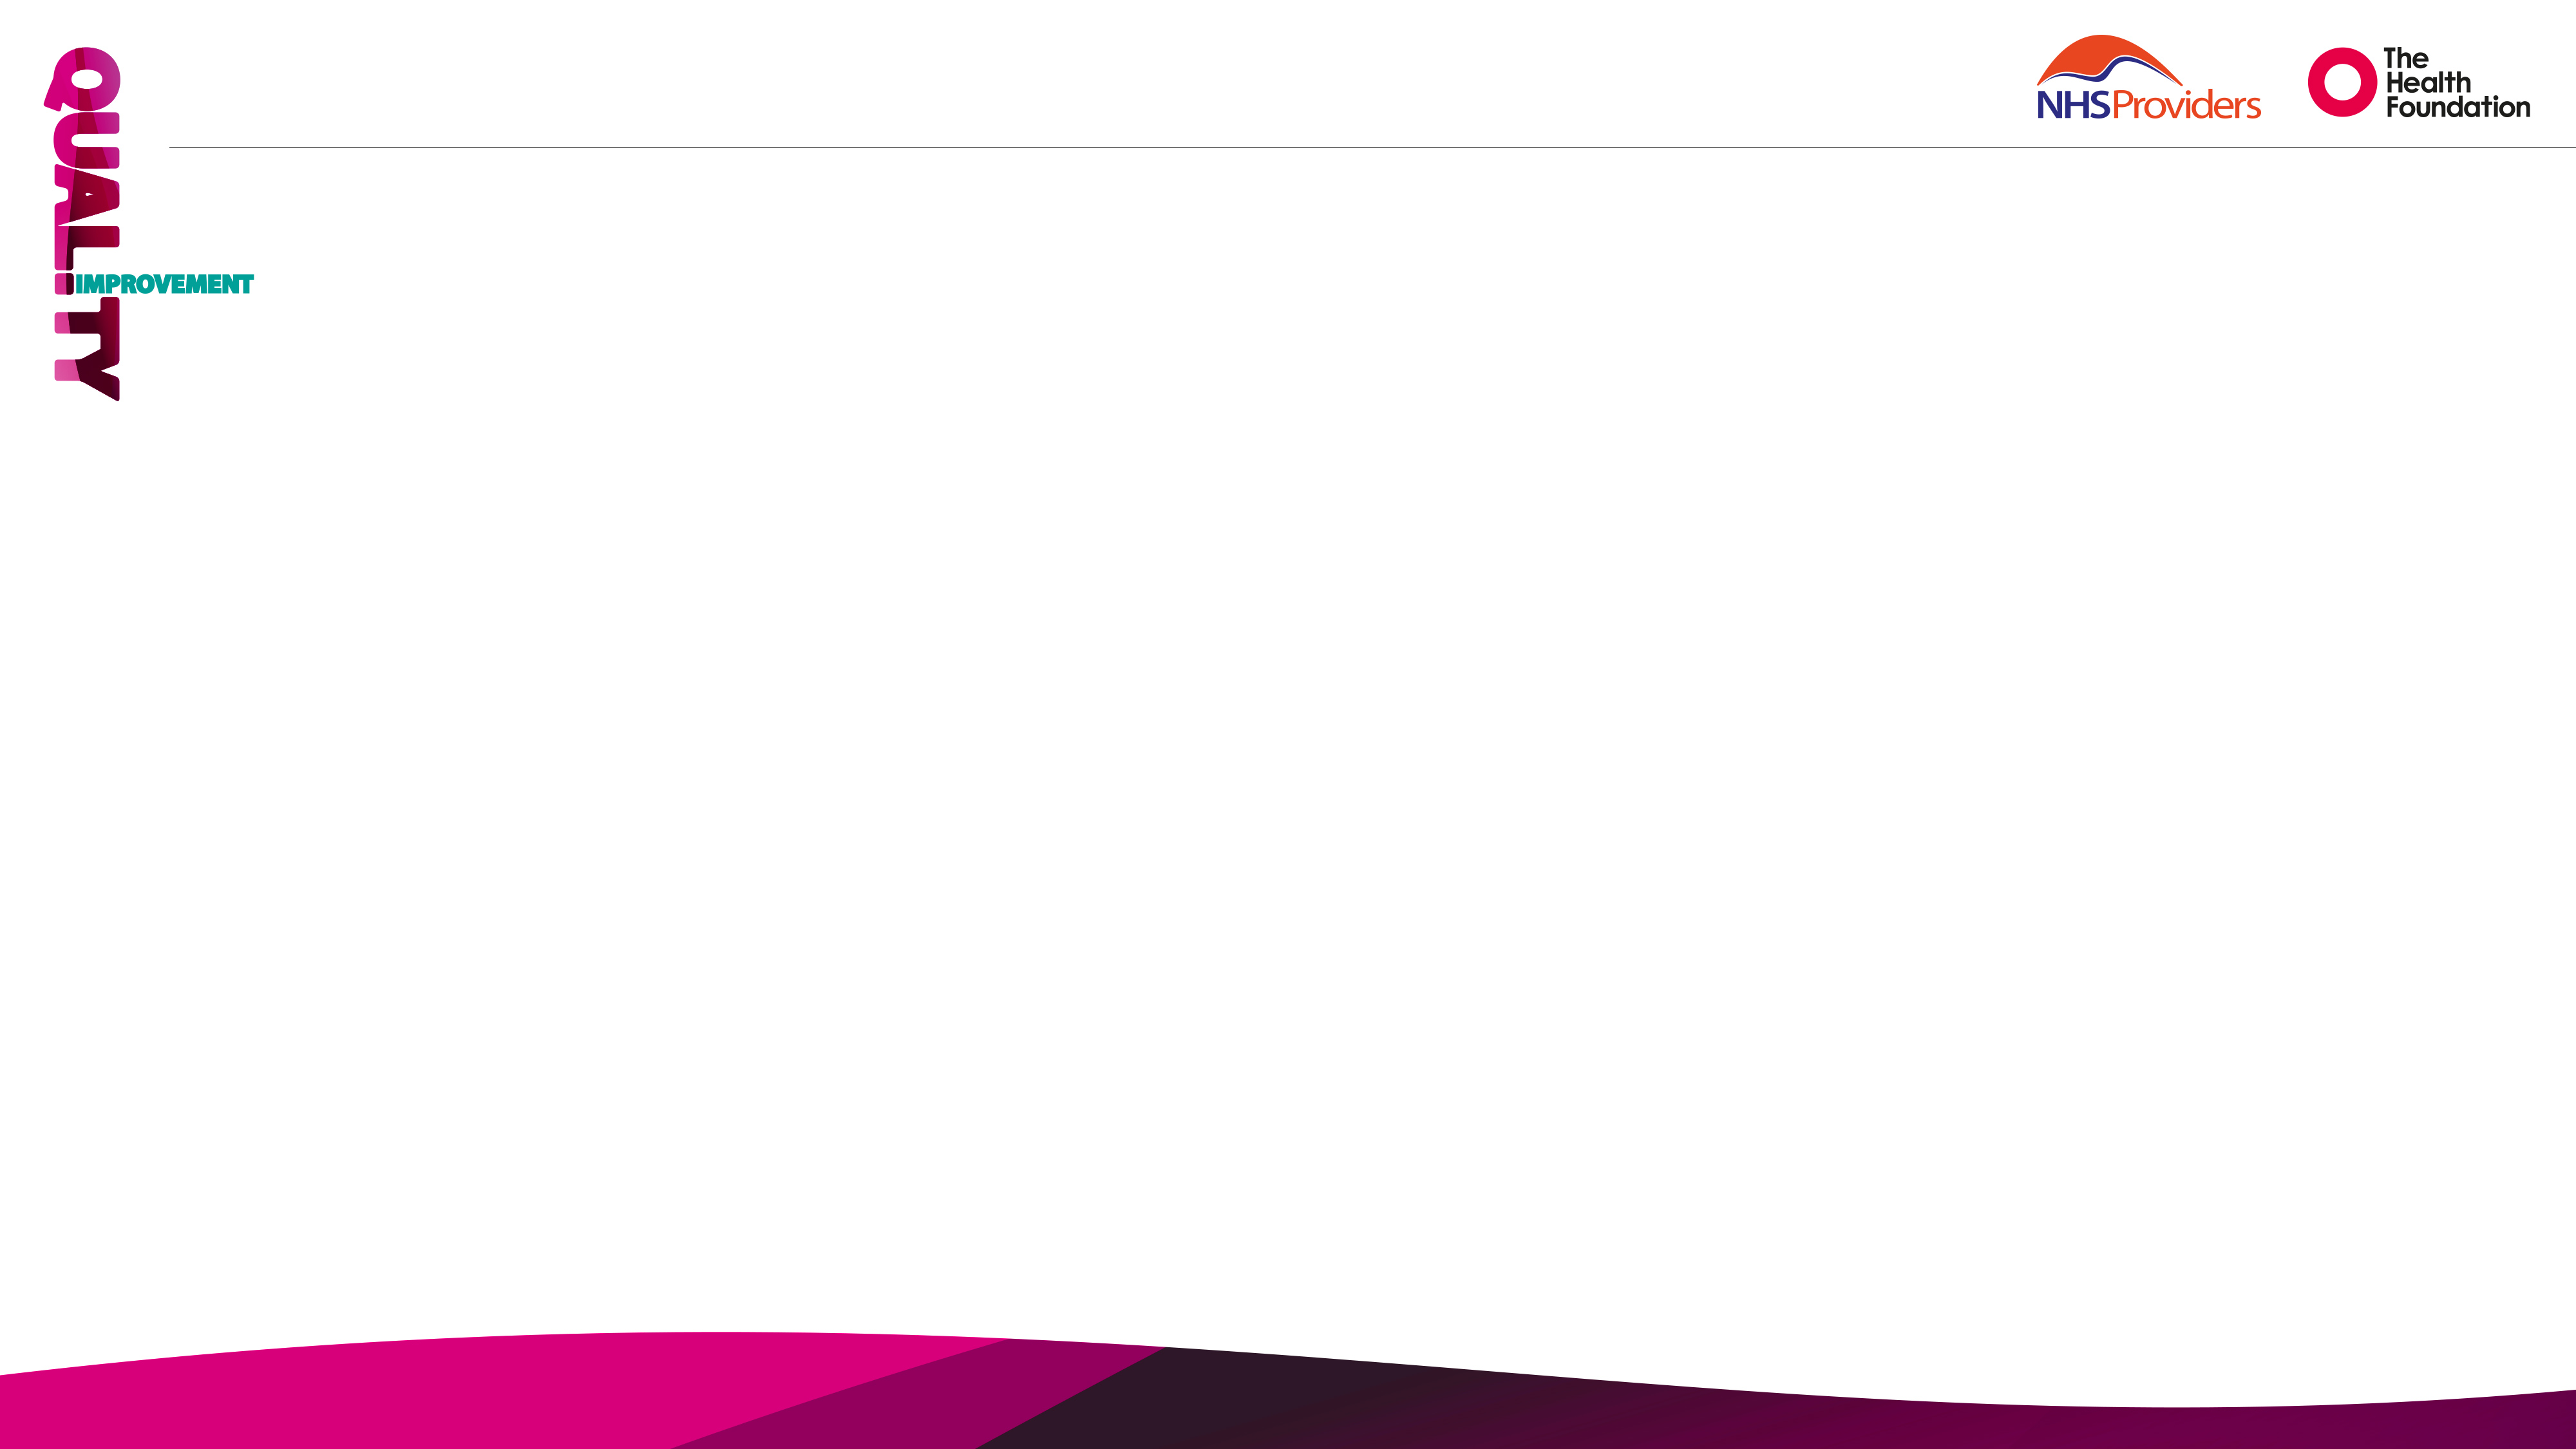 QUALITY
IMPROVEMENT
NHSProviders
The
Health
Foundation